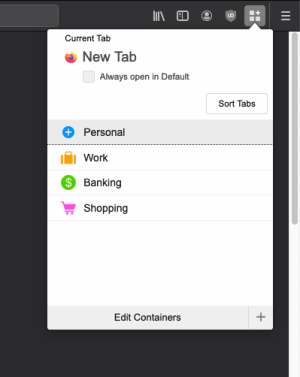 Current Tab
New Tab
Always open in Default
Sort Tabs
Personal
Work
Banking
Shopping
Edit Containers